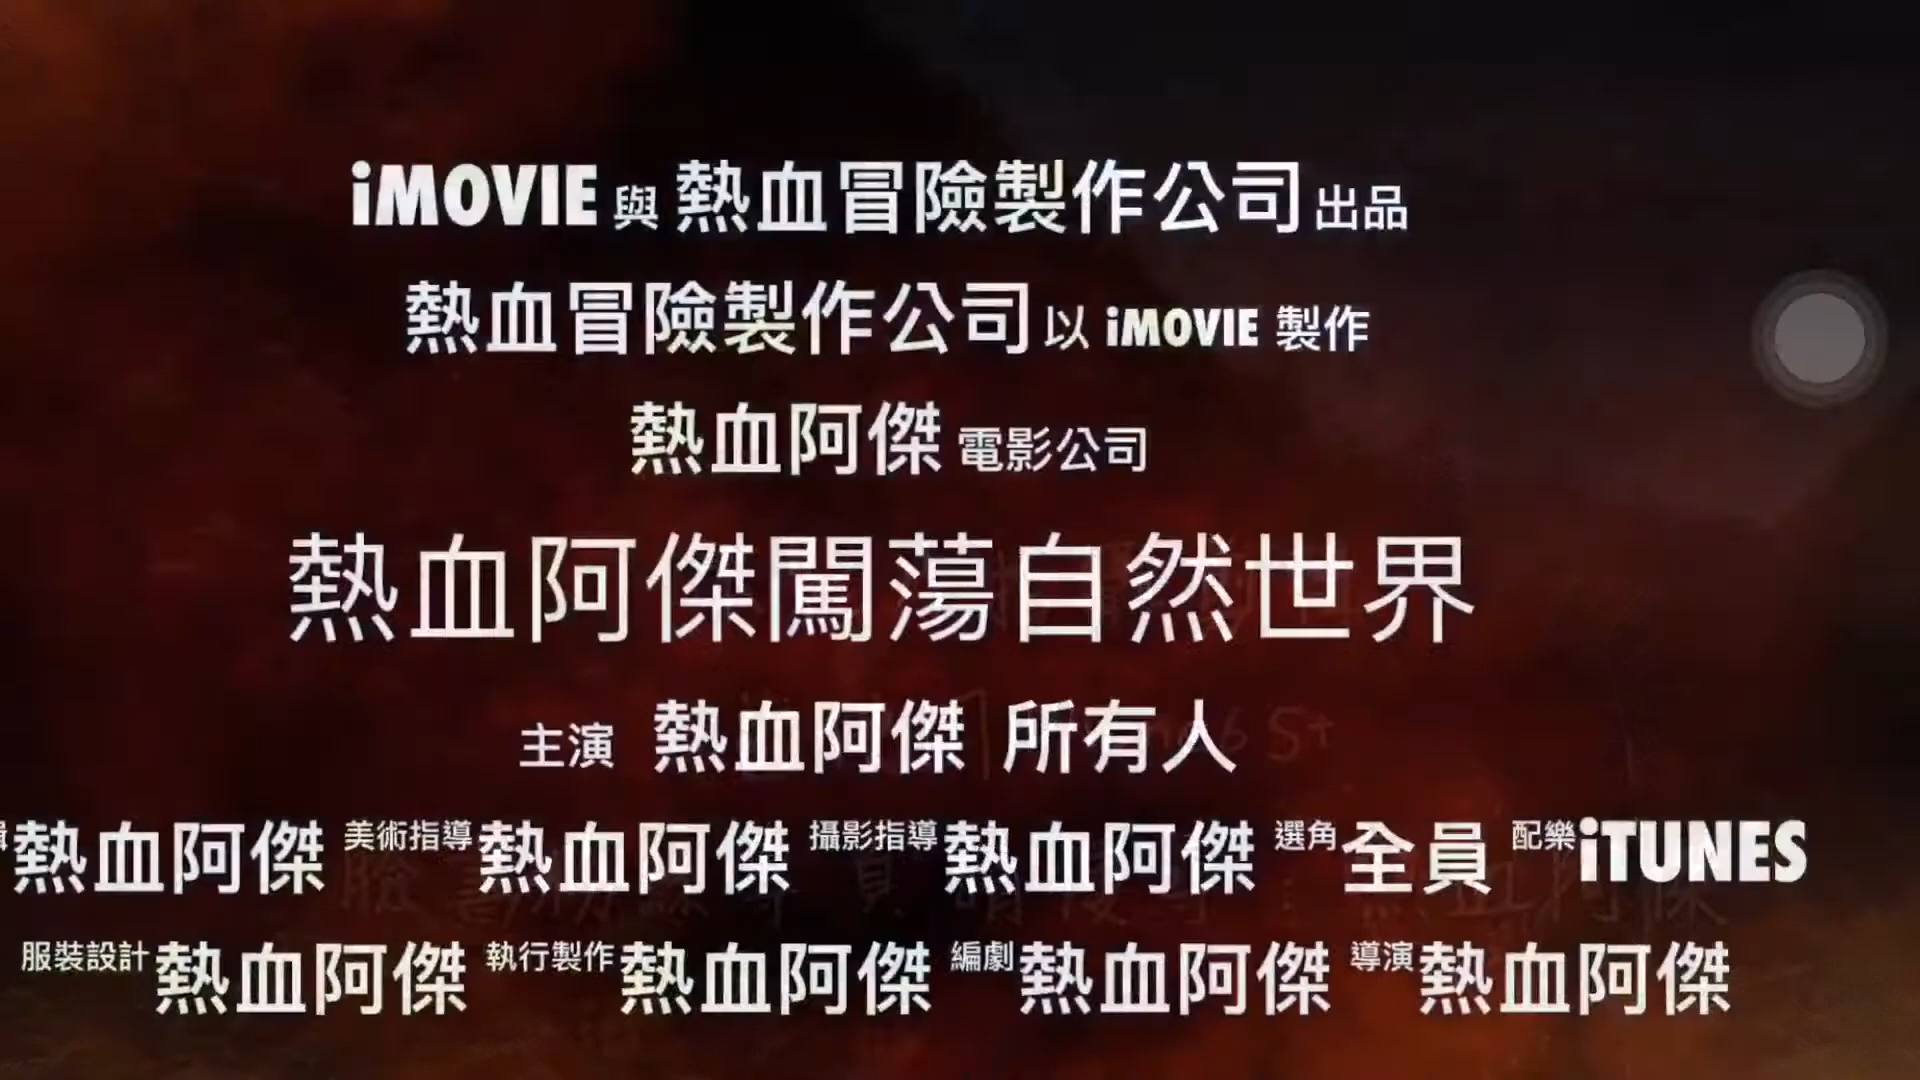 iMOVIE 與 熱血冒險製作公司 出品
熱血冒險製作公司 以 iMOVIE 製作
熱血阿傑 電影公司
熱血阿傑闖蕩自然世界
主演 熱血阿傑 所有人
熱血阿傑 美術指導 熱血阿傑 攝影指導 熱血阿傑 選角 全員 配樂 iTUNES
服裝設計 熱血阿傑 執行製作 熱血阿傑 編劇 熱血阿傑 導演 熱血阿傑